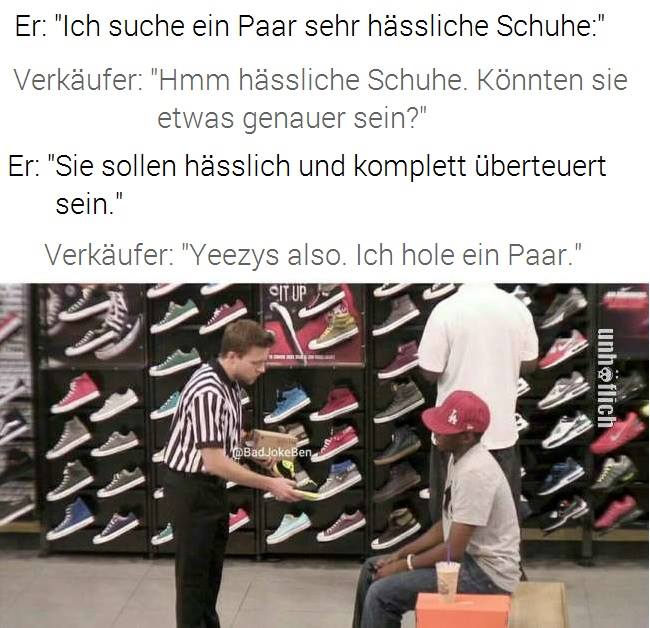 Er: "Ich suche ein Paar sehr hässliche Schuhe:"
Verkäufer: "Hmm hässliche Schuhe. Könnten sie
etwas genauer sein?"
Er: "Sie sollen hässlich und komplett überteuert
sein."
Verkäufer: "Yeezys also. Ich hole ein Paar."
IT UP
@BadJokeBen
unhöflich